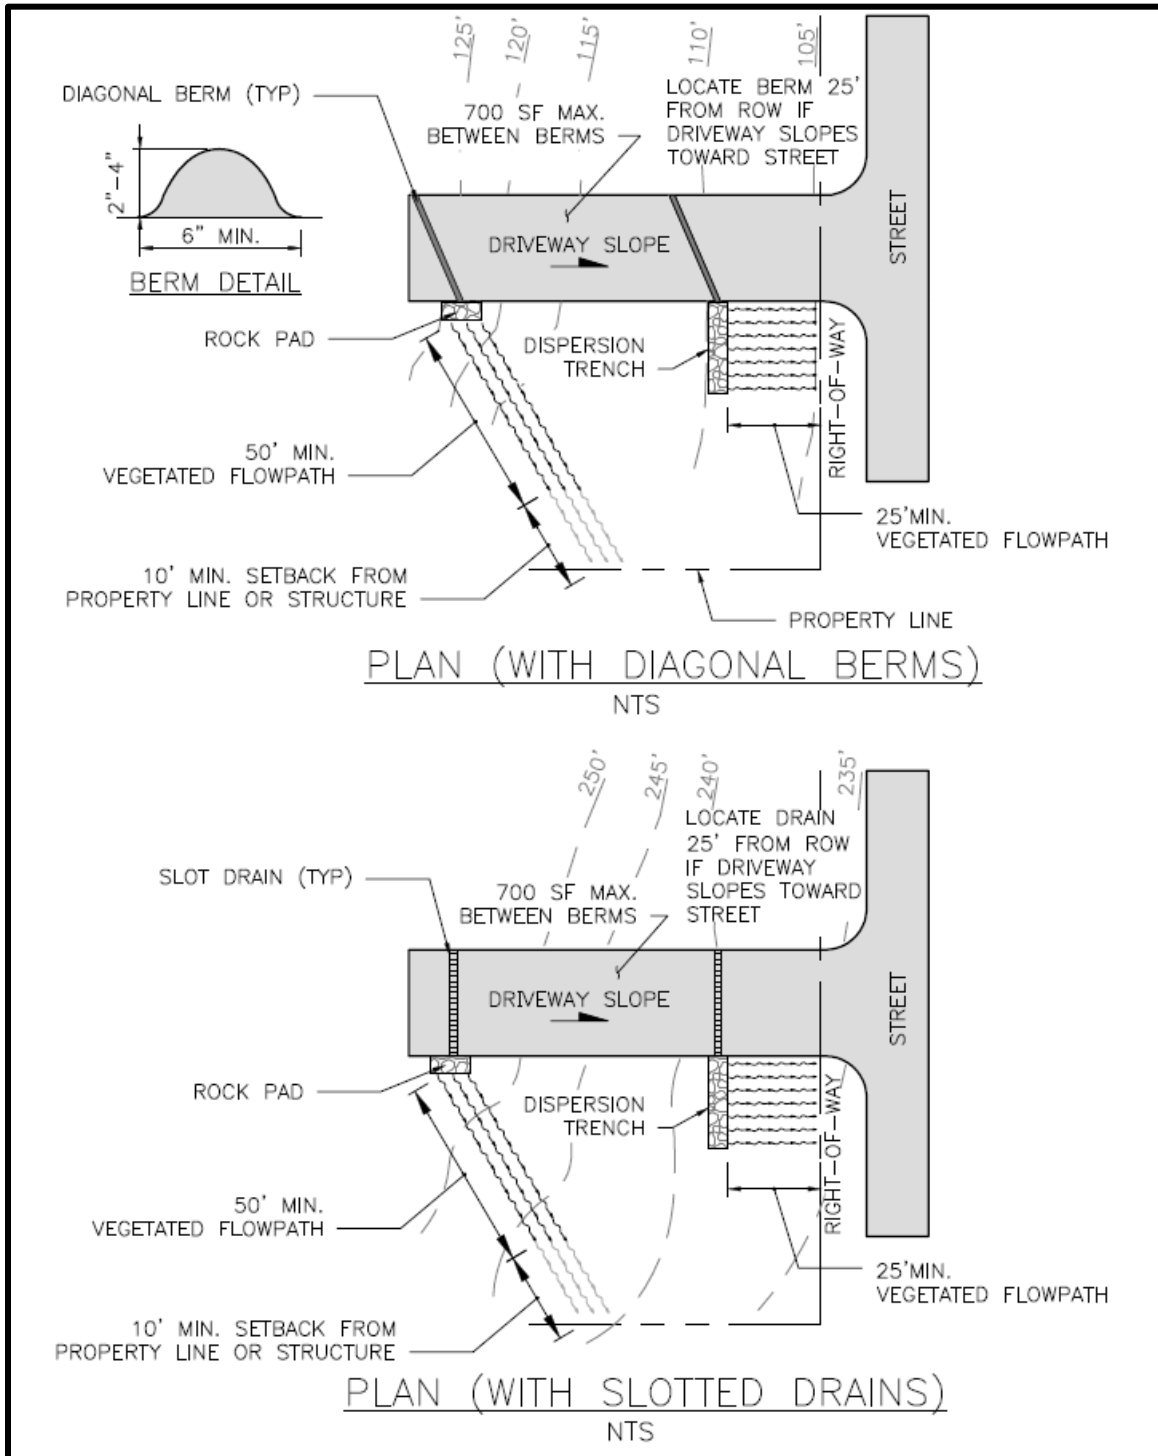 125'
120'
115'
110'
105'
DIAGONAL BERM (TYP)
700 SF MAX.
BETWEEN BERMS
LOCATE BERM 25'
FROM ROW IF
DRIVEWAY SLOPES
TOWARD STREET
2"-4"
6" MIN.
BERM DETAIL
DRIVEWAY SLOPE
STREET
ROCK PAD
DISPERSION
TRENCH
RIGHT-OF-WAY
50' MIN.
VEGETATED FLOWPATH
25'MIN.
VEGETATED FLOWPATH
10' MIN. SETBACK FROM
PROPERTY LINE OR STRUCTURE
PROPERTY LINE
PLAN (WITH DIAGONAL BERMS)
NTS
250'
245'
240'
235'
LOCATE DRAIN
25' FROM ROW
IF DRIVEWAY
SLOPES TOWARD
STREET
SLOT DRAIN (TYP)
700 SF MAX.
BETWEEN BERMS
DRIVEWAY SLOPE
STREET
ROCK PAD
DISPERSION
TRENCH
RIGHT-OF-WAY
50' MIN.
VEGETATED FLOWPATH
25'MIN.
VEGETATED FLOWPATH
10' MIN. SETBACK FROM
PROPERTY LINE OR STRUCTURE
PLAN (WITH SLOTTED DRAINS)
NTS